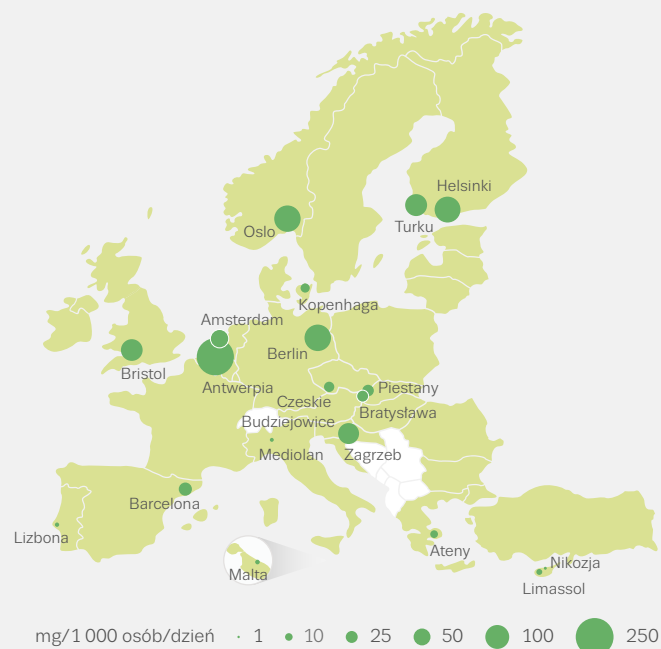 Helsinki
Oslo
Turku
Kopenhaga
Amsterdam
Berlin
Bristol
Antwerpia
Piestany
Czeskie
Budziejowice
Bratysława
Mediolan
Zagrzeb
Barcelona
Lizbona
Ateny
Malta
Nikozja
Limassol
mg/1 000 osób/dzień 1 10 25 50 100 250